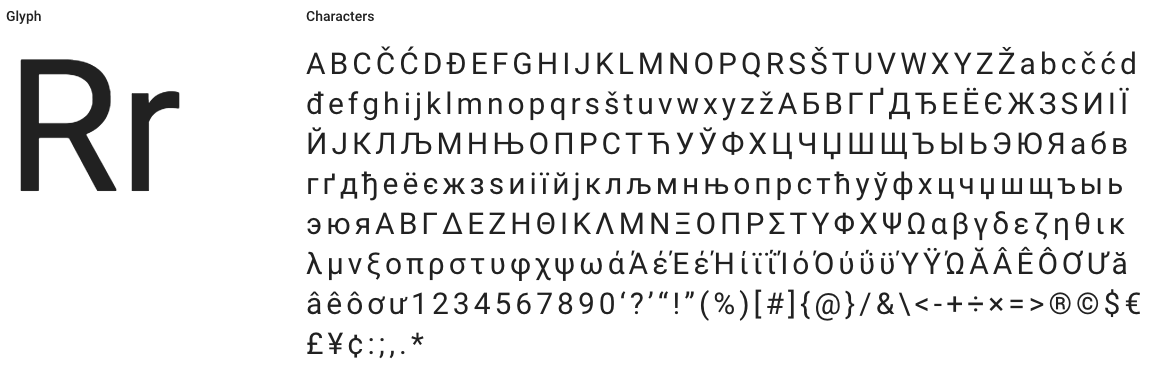 Glyph
Characters
Rr
ABCČĆDĐEFGHIJKLMNOPQRSŠTUVWXYZŽabcčćd
đefghijklmnopqrsštuvwxyzžАБВГҐДЂЕЁЄЖЗЅИІЇ
ЙЈКЛЉМНЊОПРСТЋУЎФХЦЧЏШЩЪЫЬЭЮЯабв
гґдђеёєжзѕиіїйјклљмнњопрстћуўфхцчџшщъыь
эюяΑΒΓΔΕΖΗΘΙΚΛΜΝΞΟΠΡΣΤΥΦΧΨΩαβγδεζηθικ
λμνξοπρστυφχψωάΆέΈέΉίϊΐΊόΌύΰϋΎΫΏĂÂÊÔƠƯă
âêôơư1234567890‘?’“!”(%)[#]{@}/&\<-+÷×=>®©$€
£¥¢:;,.*